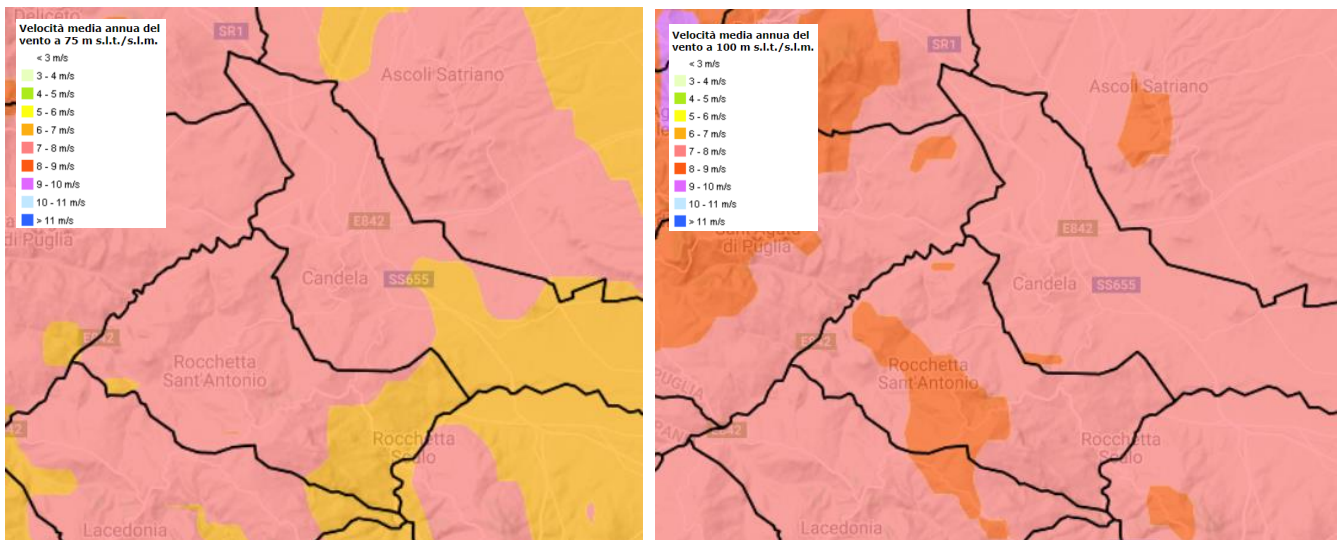 Deliceto
Velocità media annua del
vento a 75 m s.l.t./s.l.m.
< 3 m/s
3 - 4 m/s
4 - 5 m/s
5 - 6 m/s
6 - 7 m/s
7 - 8 m/s
8 - 9 m/s
9 - 10 m/s
10 - 11 m/s
> 11 m/s
SR1
Ascoli Satriano
di Puglia
E842
Candela
SS655
E842
Rocchetta
Sant'Antonio
Rocchetta
Scalo
Lacedonia
Velocità media annua del
vento a 100 m s.l.t./s.l.m.
< 3 m/s
3 - 4 m/s
4 - 5 m/s
5 - 6 m/s
6 - 7 m/s
7 - 8 m/s
8 - 9 m/s
9 - 10 m/s
10 - 11 m/s
> 11 m/s
SR1
Ascoli Satriano
Sant'Agata
di Puglia
E842
Candela
SS655
E842
Rocchetta
Sant'Antonio
PUGLIA
Rocchetta
Scalo
Lacedonia